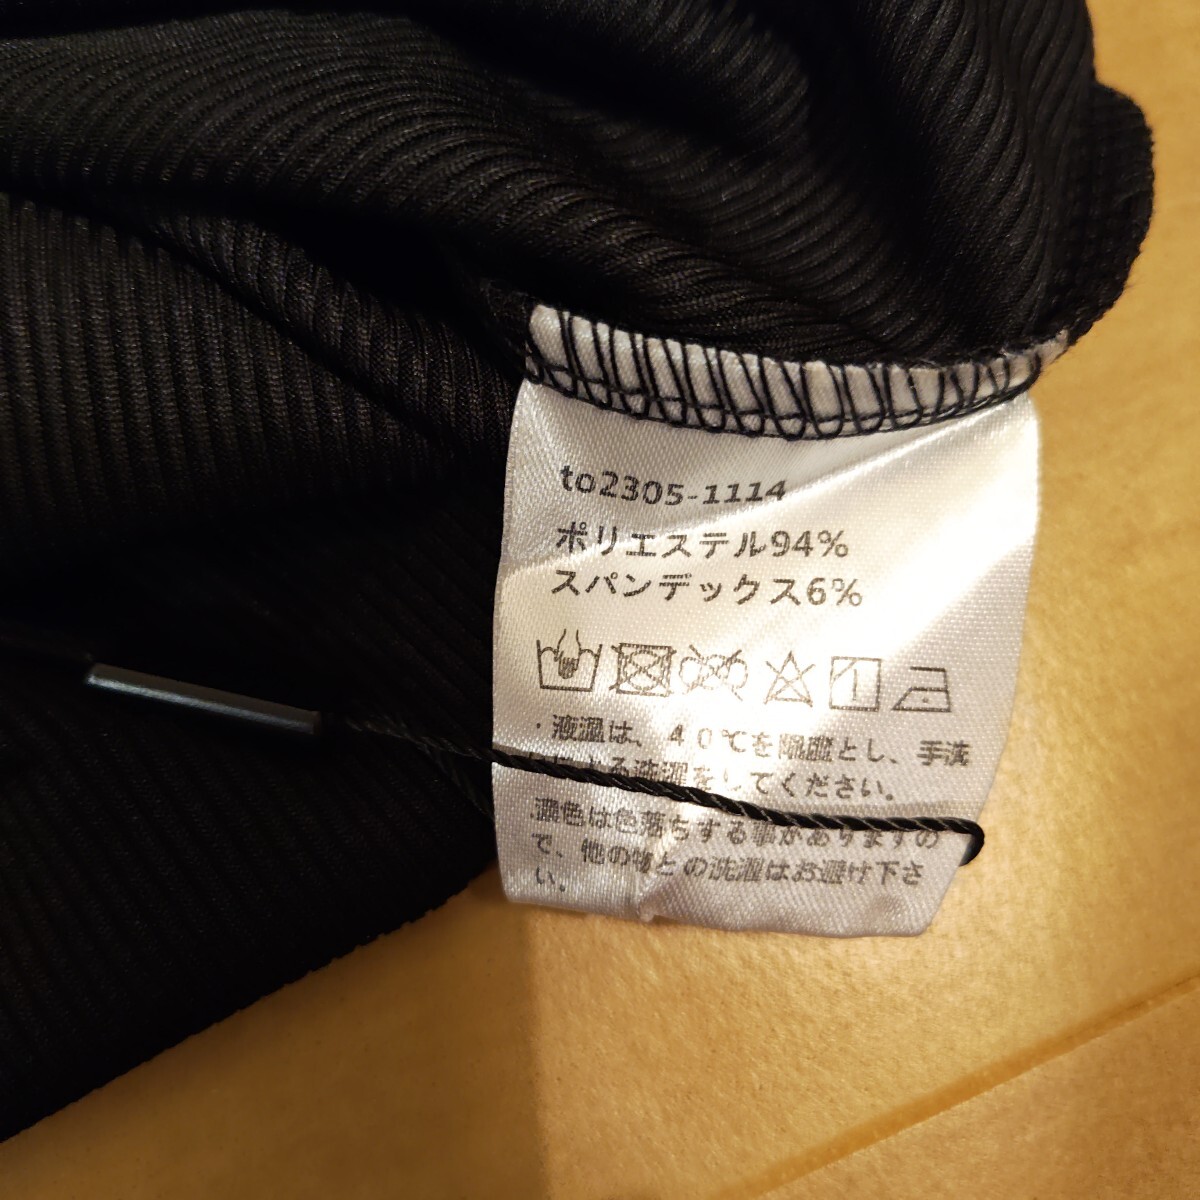 to2305-1114
ポリエステル94%
スパンデックス6%
・液温は、40℃を限度とし、手洗
による洗濯をしてください。
.濃色は色落ちする事がありますの
で、他の物との洗濯はお避け下さ
い。